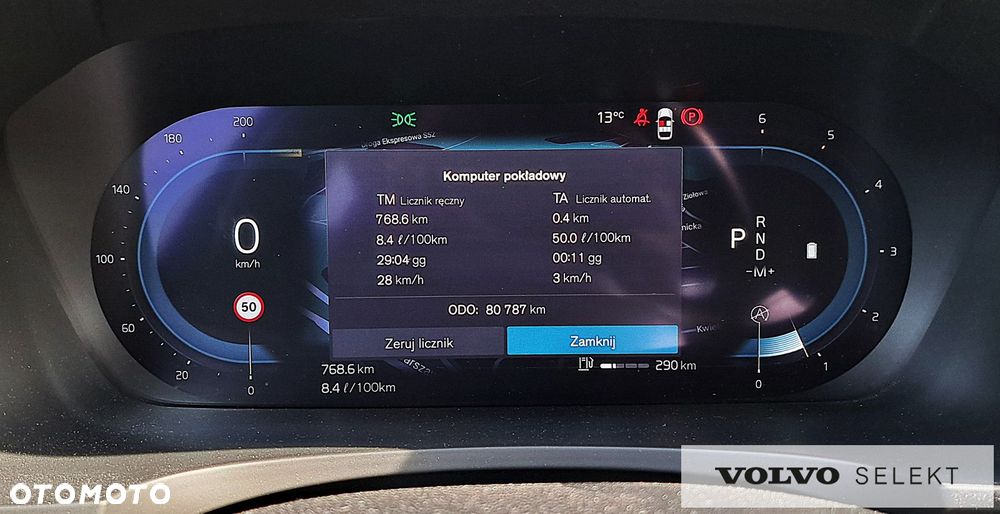 180
200
Droga Ekspresowa S52
13°C
P
6
5
140
Komputer pokładowy
TM Licznik ręczny
TA Licznik automat.
768.6 km
0.4 km
8.4 ℓ/100km
50.0 ℓ/100km
29:04 gg
00:11 gg
28 km/h
3 km/h
ODO: 80 787 km
Zeruj licznik
Zamknij
4
0
km/h
P
R
N
D
-M+
100
3
50
A
60
2
20
0
768.6 km
8.4 ℓ/100km
290 km
1
0
VOLVO SELEKT
OTOMOTO